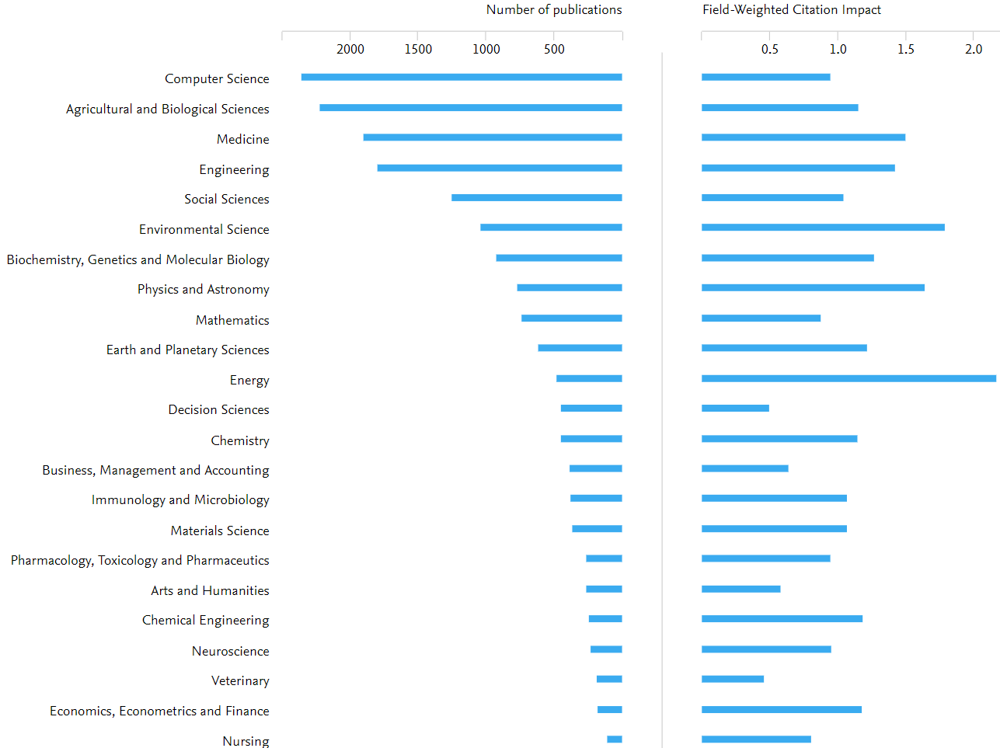 Number of publications
Field-Weighted Citation Impact
2000 1500 1000 500
0.5 1.0 1.5 2.0
Computer Science
Agricultural and Biological Sciences
Medicine
Engineering
Social Sciences
Environmental Science
Biochemistry, Genetics and Molecular Biology
Physics and Astronomy
Mathematics
Earth and Planetary Sciences
Energy
Decision Sciences
Chemistry
Business, Management and Accounting
Immunology and Microbiology
Materials Science
Pharmacology, Toxicology and Pharmaceutics
Arts and Humanities
Chemical Engineering
Neuroscience
Veterinary
Economics, Econometrics and Finance
Nursing